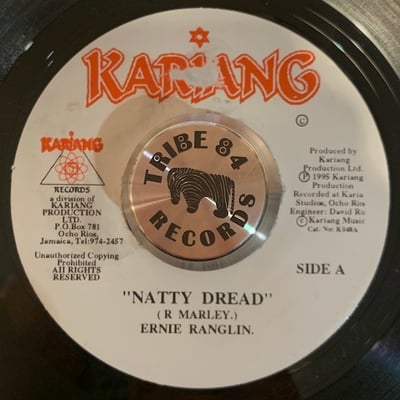 KARIANG
KARIANG
RECORDS
a division of
KARIANG
PRODUCTION
LTD.
P.O.Box 781
Ocho Rios,
Jamaica, Tel:974-2457
Unauthorized Copying
Prohibited
All RIGHTS
RESERVED
TRIBE 84
RECORDS
©
Produced by
Kariang
Production Ltd.
℗ 1995 Kariang
Production
Recorded at Karia
Studios, Ocho Rio
Engineer: David
© Kariang Music
Cat. No: K048A
SIDE A
"NATTY DREAD"
( R MARLEY.)
ERNIE RANGLIN.